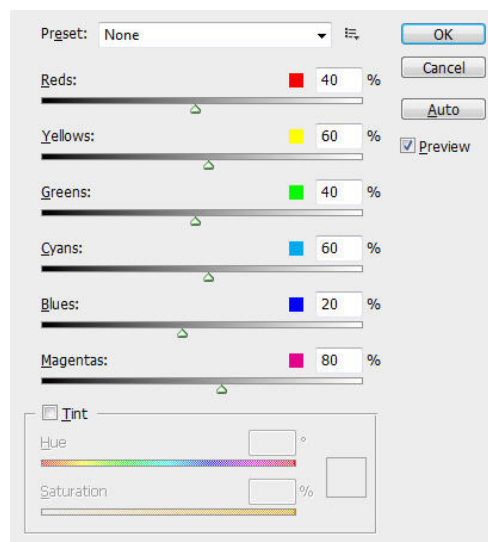 Preset: None
OK
Reds: 40 %
Cancel
Auto
Yellows: 60 %
Preview
Greens: 40 %
Cyans: 60 %
Blues: 20 %
Magentas: 80 %
Tint
Hue °
Saturation %